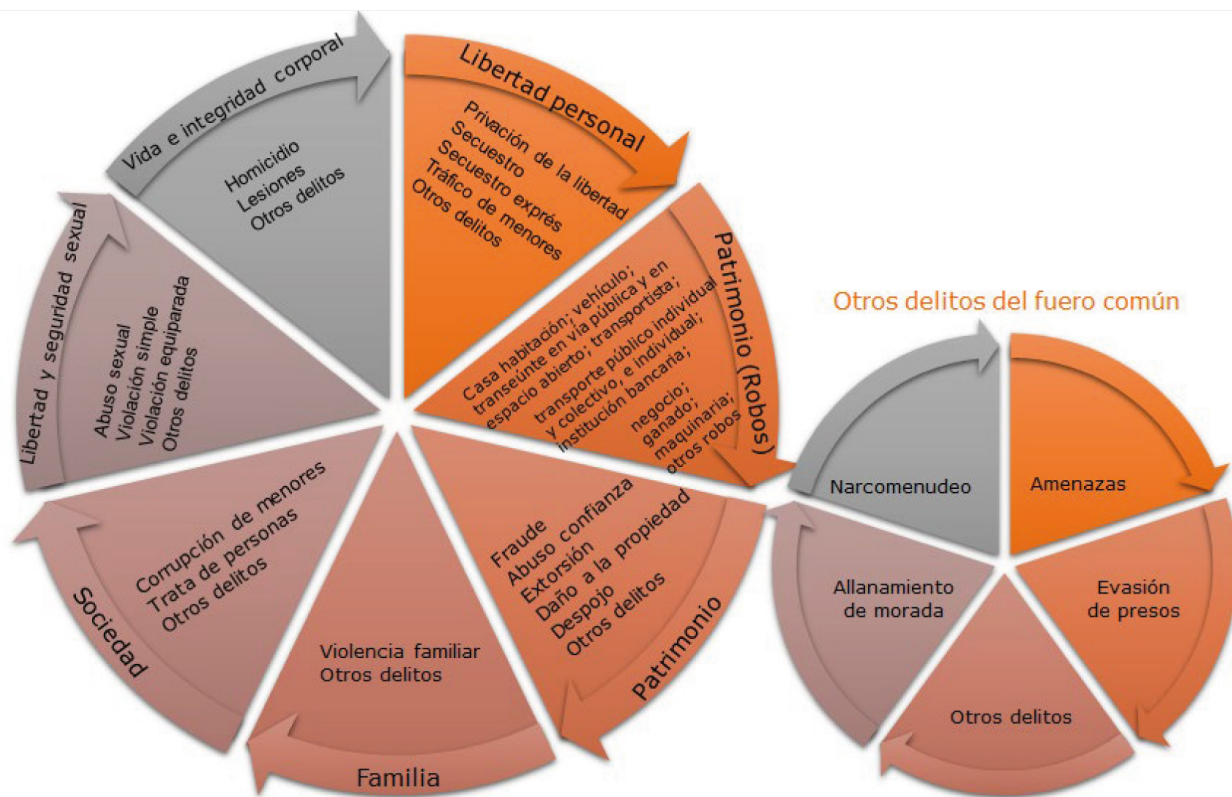 Vida e integridad corporal
Homicidio
Lesiones
Otros delitos
Libertad personal
Privación de la libertad
Secuestro
Secuestro exprés
Tráfico de menores
Otros delitos
Patrimonio (Robos)
Casa habitación; vehículo;
transeúnte en vía pública y en
espacio abierto; transportista;
transporte público individual
y colectivo, e individual;
institución bancaria;
negocio;
ganado;
maquinaria;
otros robos
Patrimonio
Fraude
Abuso confianza
Extorsión
Daño a la propiedad
Despojo
Otros delitos
Familia
Violencia familiar
Otros delitos
Sociedad
Corrupción de menores
Trata de personas
Otros delitos
Libertad y seguridad sexual
Abuso sexual
Violación simple
Violación equiparada
Otros delitos
Otros delitos del fuero común
Amenazas
Evasión
de presos
Otros delitos
Allanamiento
de morada
Narcomenudeo